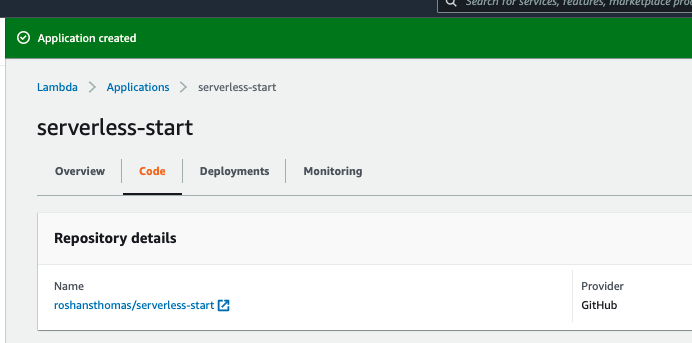 Search for services, features, marketplace prod
Application created
Lambda > Applications > serverless-start
serverless-start
Overview Code Deployments Monitoring
Repository details
Name Provider
roshansthomas/serverless-start GitHub